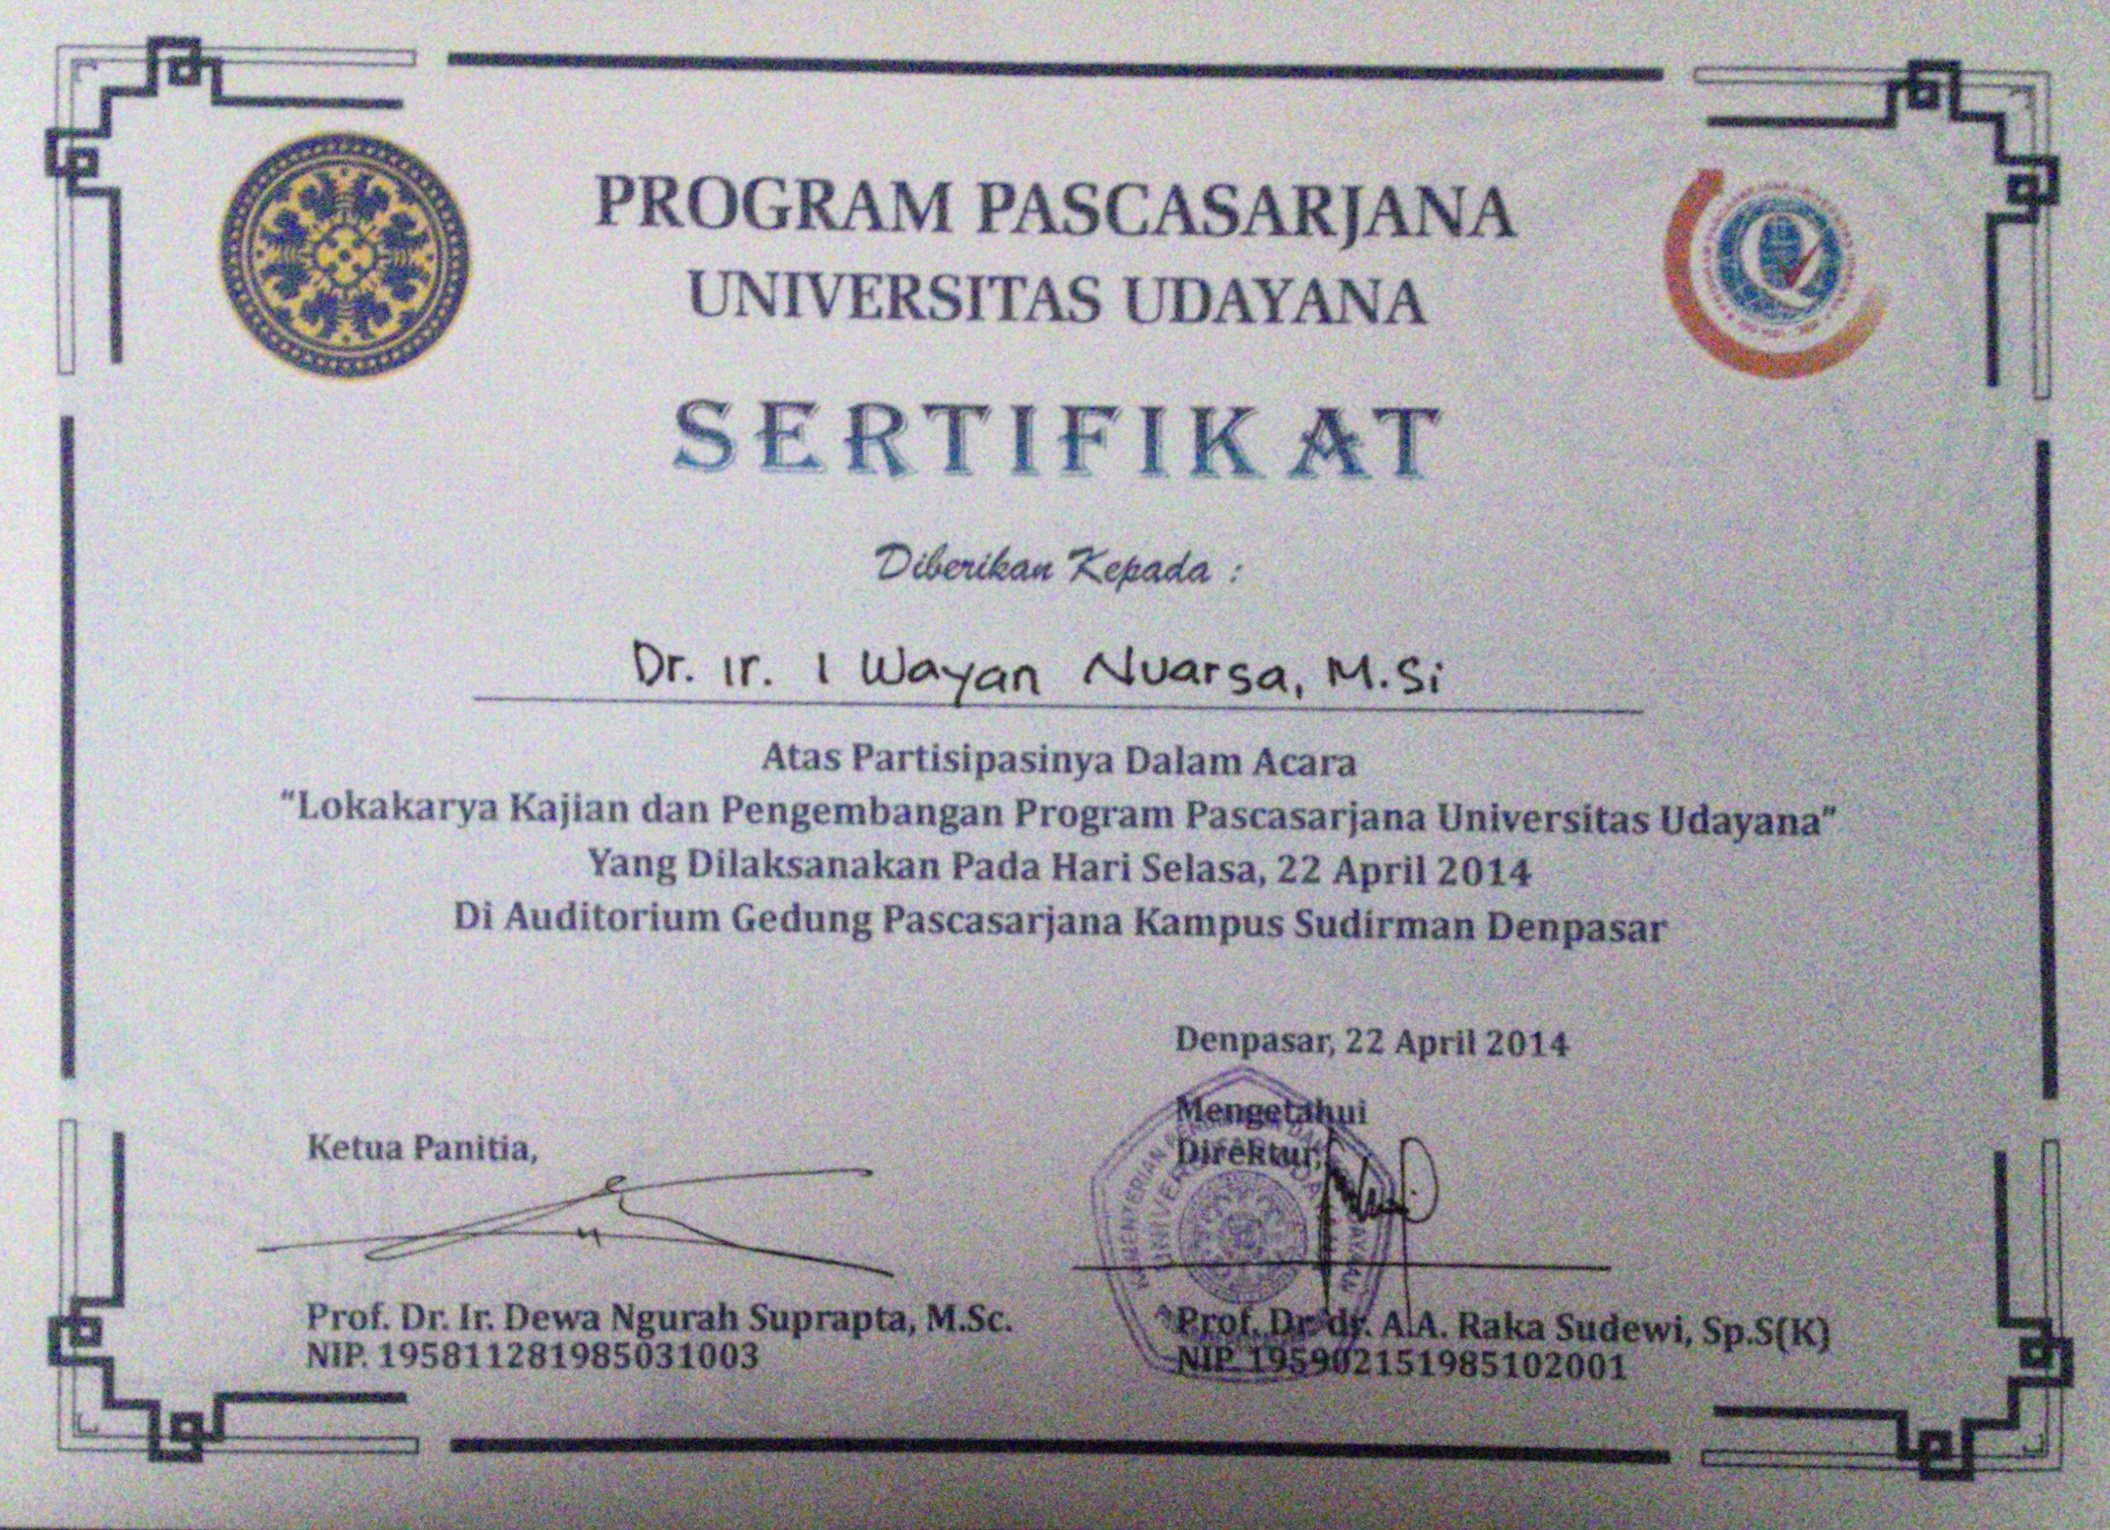 PROGRAM PASCASARJANA
UNIVERSITAS UDAYANA
SERTIFIKAT
Diberikan Kepada :
Dr. Ir. I Wayan Nuarsa, M.Si
Atas Partisipasinya Dalam Acara
“Lokakarya Kajian dan Pengembangan Program Pascasarjana Universitas Udayana”
Yang Dilaksanakan Pada Hari Selasa, 22 April 2014
Di Auditorium Gedung Pascasarjana Kampus Sudirman Denpasar
Denpasar, 22 April 2014
Mengetahui
Direktur,
Ketua Panitia,
Prof. Dr. Ir. Dewa Ngurah Suprapta, M.Sc.
NIP. 195811281985031003
Prof. Dr. dr. A.A. Raka Sudewi, Sp.S(K)
NIP. 195902151985102001